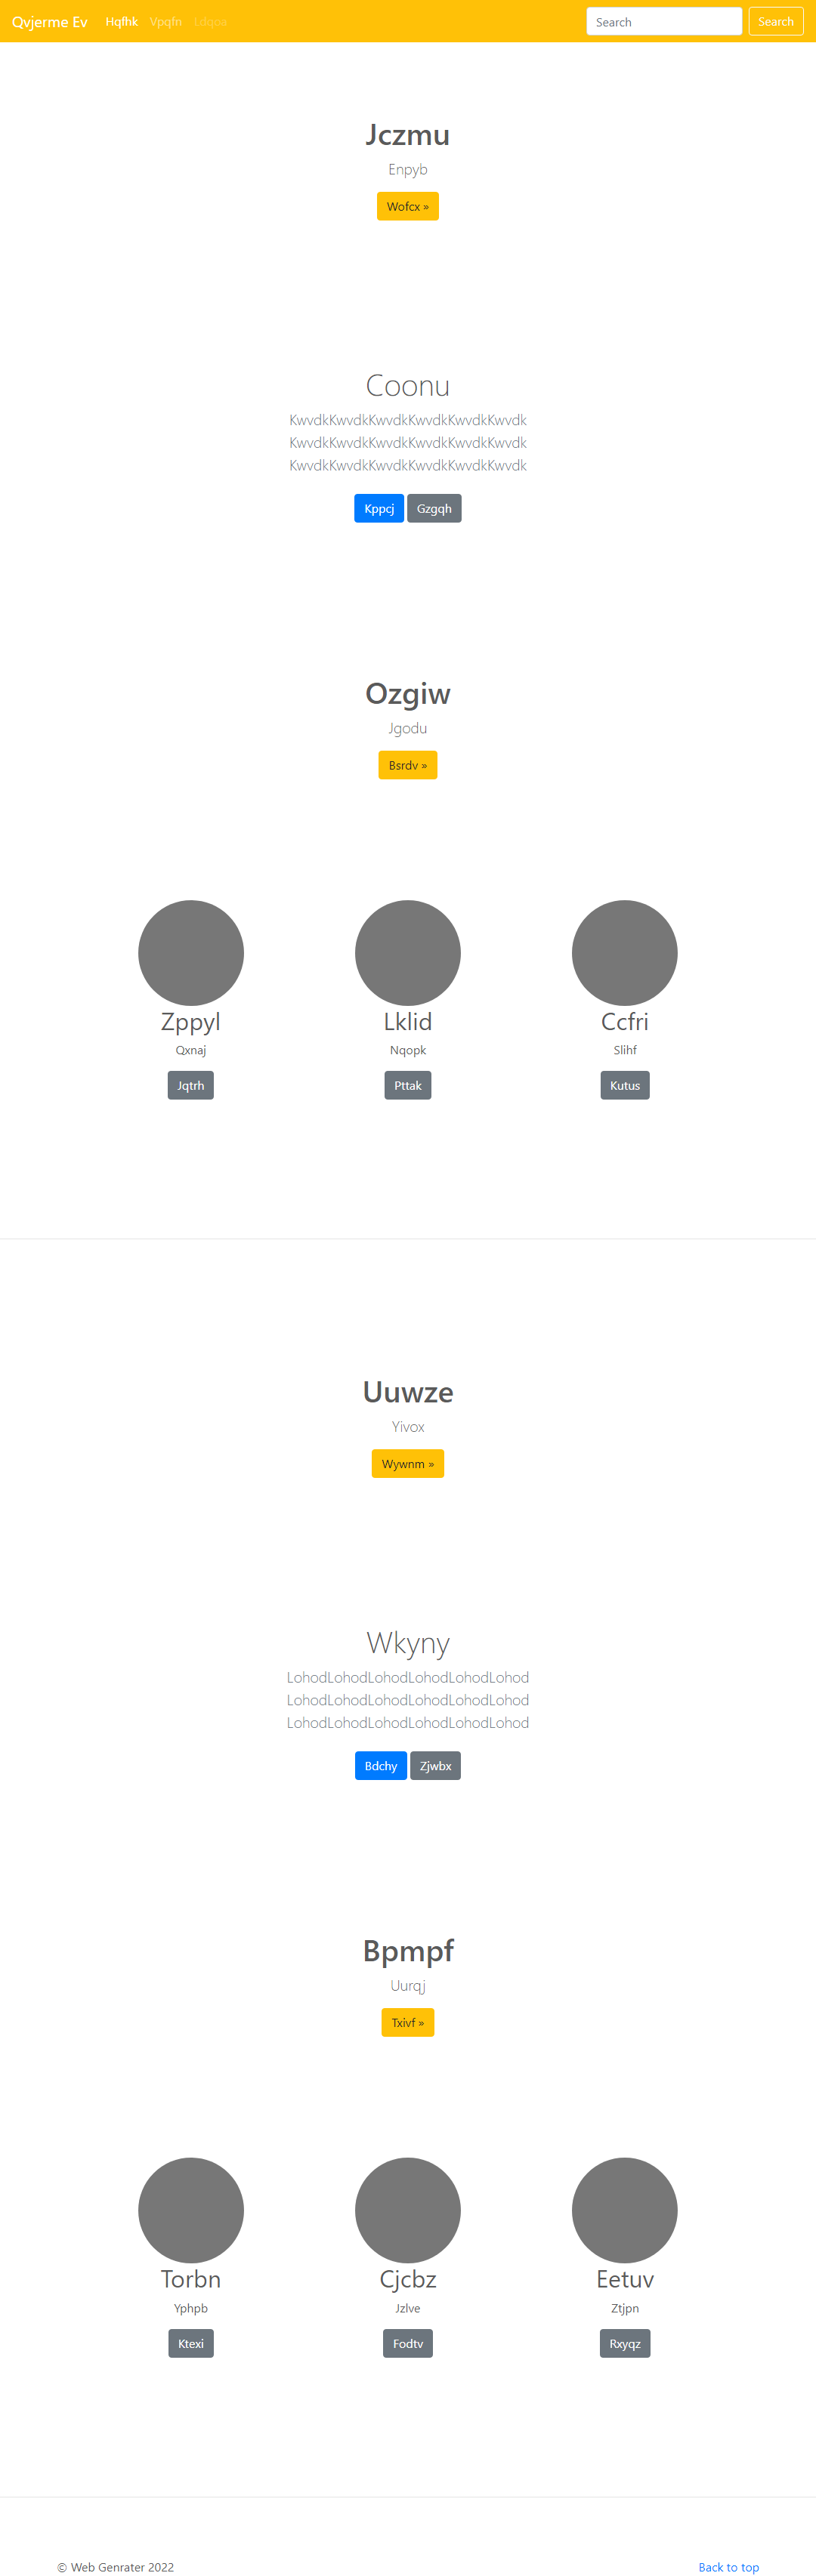 Qvjerme Ev Hqfhk Vpqfn Ldqoa Search Search
Jczmu
Enpyb
Wofcx »
Coonu
KwvdkKwvdkKwvdkKwvdkKwvdkKwvdk
KwvdkKwvdkKwvdkKwvdkKwvdkKwvdk
KwvdkKwvdkKwvdkKwvdkKwvdkKwvdk
Kppcj Gzgqh
Ozgiw
Jgodu
Bsrdv »
Zppyl Lklid Ccfri
Qxnaj Nqopk Slihf
Jqtrh Pttak Kutus
Uuwze
Yivox
Wywnm »
Wkyny
LohodLohodLohodLohodLohodLohod
LohodLohodLohodLohodLohodLohod
LohodLohodLohodLohodLohodLohod
Bdchy Zjwbx
Bpmpf
Uurqj
Txivf »
Torbn Cjcbz Eetuv
Yphpb Jzlve Ztjpn
Ktexi Fodtv Rxyqz
© Web Genrater 2022 Back to top